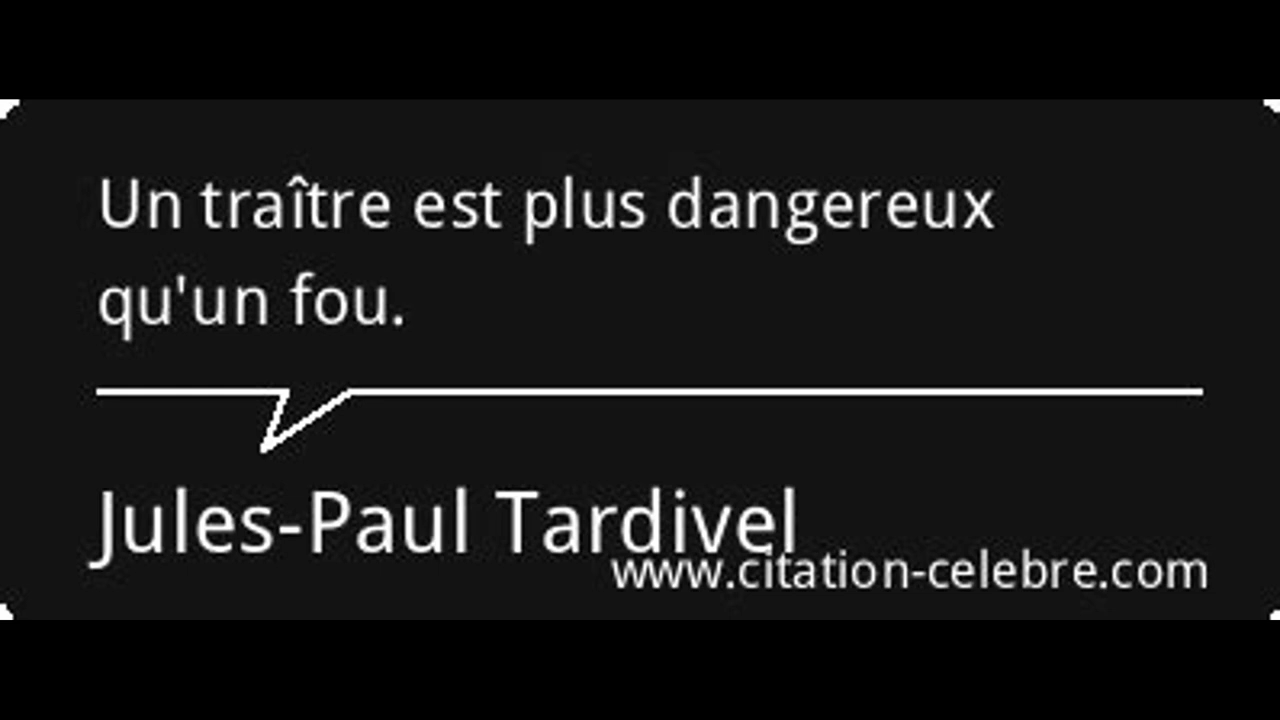 Un traître est plus dangereux
qu'un fou.
Jules-Paul Tardivel
www.citation-celebre.com